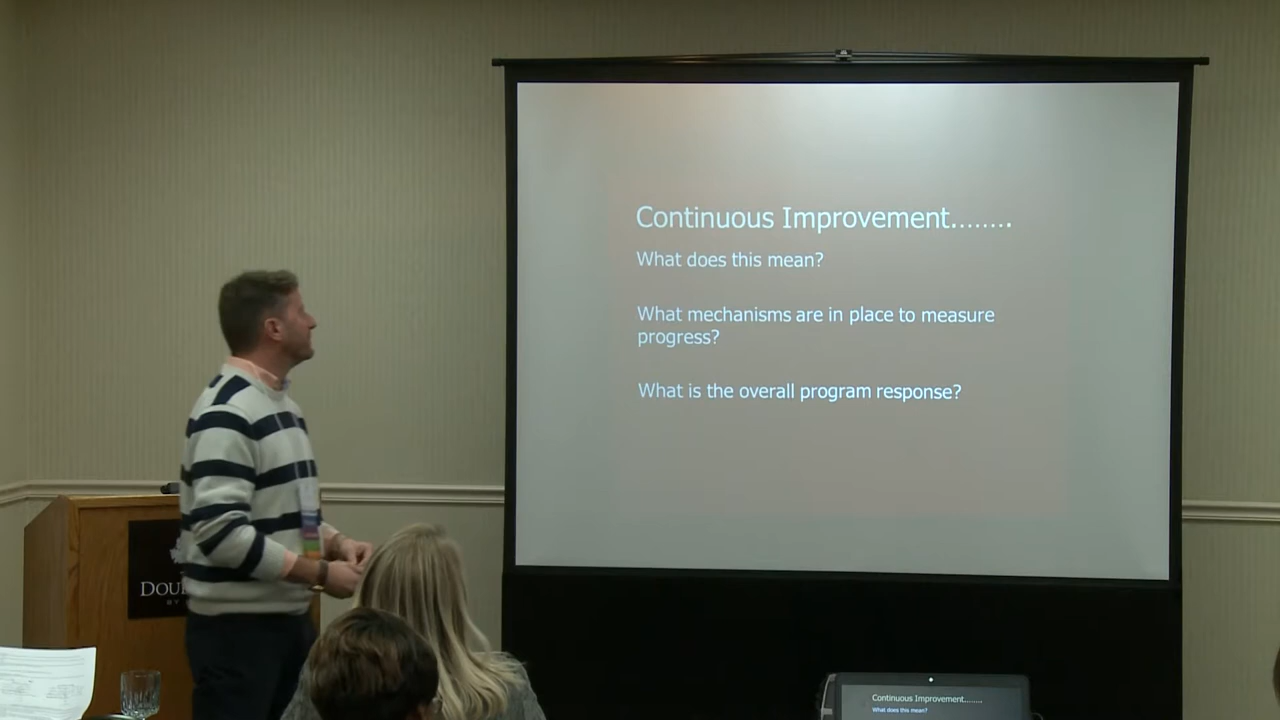 Continuous Improvement........
What does this mean?
What mechanisms are in place to measure
progress?
What is the overall program response?
BY
Continuous Improvement........
What does this mean?